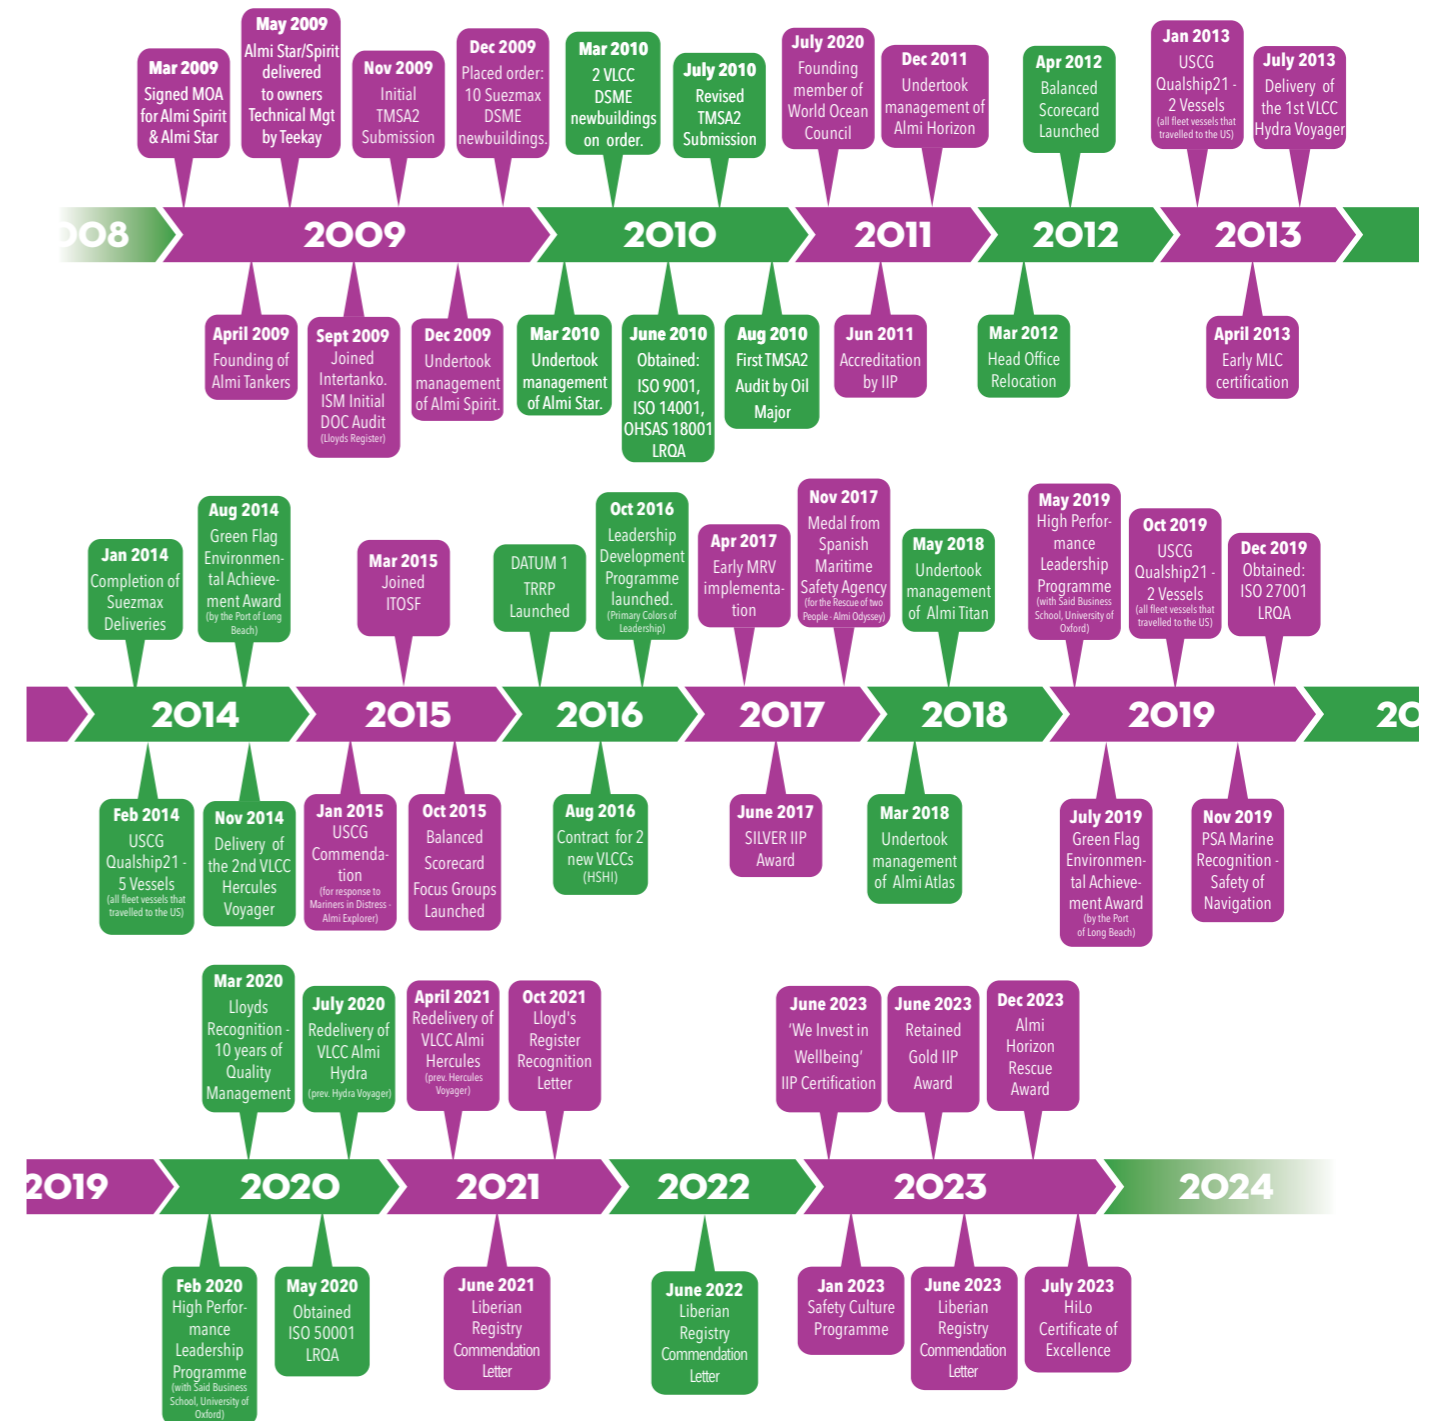 Mar 2009
Signed MOA
for Almi Spirit
& Almi Star
May 2009
Almi Star/Spirit
delivered
to owners
Technical Mgt
by Teekay
Nov 2009
Initial
TMSA2
Submission
Dec 2009
Placed order:
10 Suezmax
DSME
newbuildings.
Mar 2010
2 VLCC
DSME
newbuildings
on order.
July 2010
Revised
TMSA2
Submission
July 2020
Founding
member of
World Ocean
Council
Dec 2011
Undertook
management of
Almi Horizon
Apr 2012
Balanced
Scorecard
Launched
Jan 2013
USCG
Qualship21 -
2 Vessels
(all fleet vessels that
travelled to the US)
July 2013
Delivery of
the 1st VLCC
Hydra Voyager
008
2009
2010
2011
2012
2013
April 2009
Founding of
Almi Tankers
Sept 2009
Joined
Intertanko.
ISM Initial
DOC Audit
(Lloyds Register)
Dec 2009
Undertook
management
of Almi Spirit.
Mar 2010
Undertook
management
of Almi Star.
June 2010
Obtained:
ISO 9001,
ISO 14001,
OHSAS 18001
LRQA
Aug 2010
First TMSA2
Audit by Oil
Major
Jun 2011
Accreditation
by IIP
Mar 2012
Head Office
Relocation
April 2013
Early MLC
certification
Jan 2014
Completion of
Suezmax
Deliveries
Aug 2014
Green Flag
Environmen-
tal Achieve-
ment Award
(by the Port of Long
Beach)
Mar 2015
Joined
ITOSF
DATUM 1
TRRP
Launched
Oct 2016
Leadership
Development
Programme
launched.
(Primary Colors of
Leadership)
Apr 2017
Early MRV
implementa-
tion
Nov 2017
Medal from
Spanish
Maritime
Safety Agency
(for the Rescue of two
People - Almi Odyssey)
May 2018
Undertook
management
of Almi Titan
May 2019
High Perfor-
mance
Leadership
Programme
(with Said Business
School, University of
Oxford)
Oct 2019
USCG
Qualship21 -
2 Vessels
(all fleet vessels that
travelled to the US)
Dec 2019
Obtained:
ISO 27001
LRQA
2014
2015
2016
2017
2018
2019
20
Feb 2014
USCG
Qualship21 -
5 Vessels
(all fleet vessels that
travelled to the US)
Nov 2014
Delivery of
the 2nd VLCC
Hercules
Voyager
Jan 2015
USCG
Commenda-
tion
(for response to
Mariners in Distress -
Almi Explorer)
Oct 2015
Balanced
Scorecard
Focus Groups
Launched
Aug 2016
Contract for 2
new VLCCs
(HSHI)
June 2017
SILVER IIP
Award
Mar 2018
Undertook
management
of Almi Atlas
July 2019
Green Flag
Environmen-
tal Achieve-
ment Award
(by the Port
of Long Beach)
Nov 2019
PSA Marine
Recognition -
Safety of
Navigation
Mar 2020
Lloyds
Recognition -
10 years of
Quality
Management
July 2020
Redelivery of
VLCC Almi
Hydra
(prev. Hydra Voyager)
April 2021
Redelivery of
VLCC Almi
Hercules
(prev. Hercules
Voyager)
Oct 2021
Lloyd's
Register
Recognition
Letter
June 2023
‘We Invest in
Wellbeing‘
IIP Certification
June 2023
Retained
Gold IIP
Award
Dec 2023
Almi
Horizon
Rescue
Award
2019
2020
2021
2022
2023
2024
Feb 2020
High Perfor-
mance
Leadership
Programme
(with Said Business
School, University of
Oxford)
May 2020
Obtained
ISO 50001
LRQA
June 2021
Liberian
Registry
Commendation
Letter
June 2022
Liberian
Registry
Commendation
Letter
Jan 2023
Safety Culture
Programme
June 2023
Liberian
Registry
Commendation
Letter
July 2023
HiLo
Certificate of
Excellence